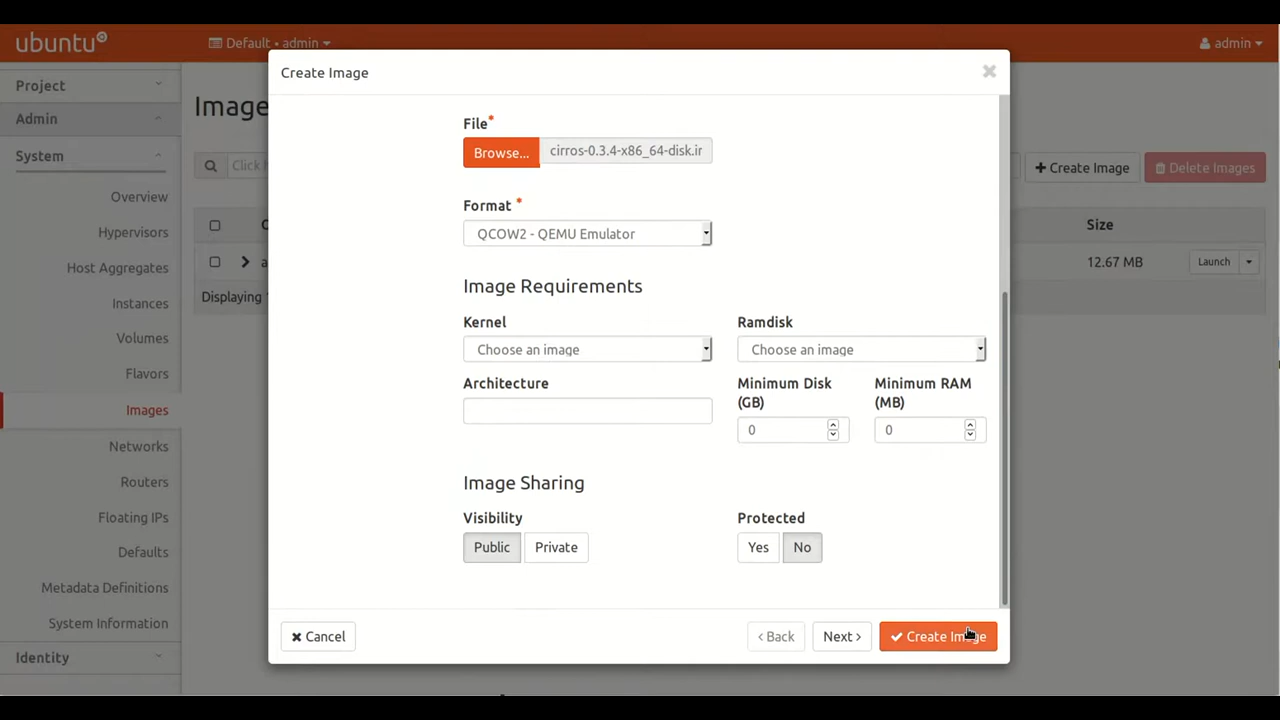 ubuntu
Default • admin
admin
Project
Admin
System
Overview
Hypervisors
Host Aggregates
Instances
Volumes
Flavors
Images
Networks
Routers
Floating IPs
Defaults
Metadata Definitions
System Information
Identity
Image
Click
Create Image
Delete Images
Size
12.67 MB
Launch
Displaying
Create Image
File*
Browse... cirros-0.3.4-x86_64-disk.ir
Format *
QCOW2 - QEMU Emulator
Image Requirements
Kernel Ramdisk
Choose an image Choose an image
Architecture Minimum Disk (GB) Minimum RAM (MB)
0 0
Image Sharing
Visibility Protected
Public Private Yes No
Cancel < Back Next > Create Image